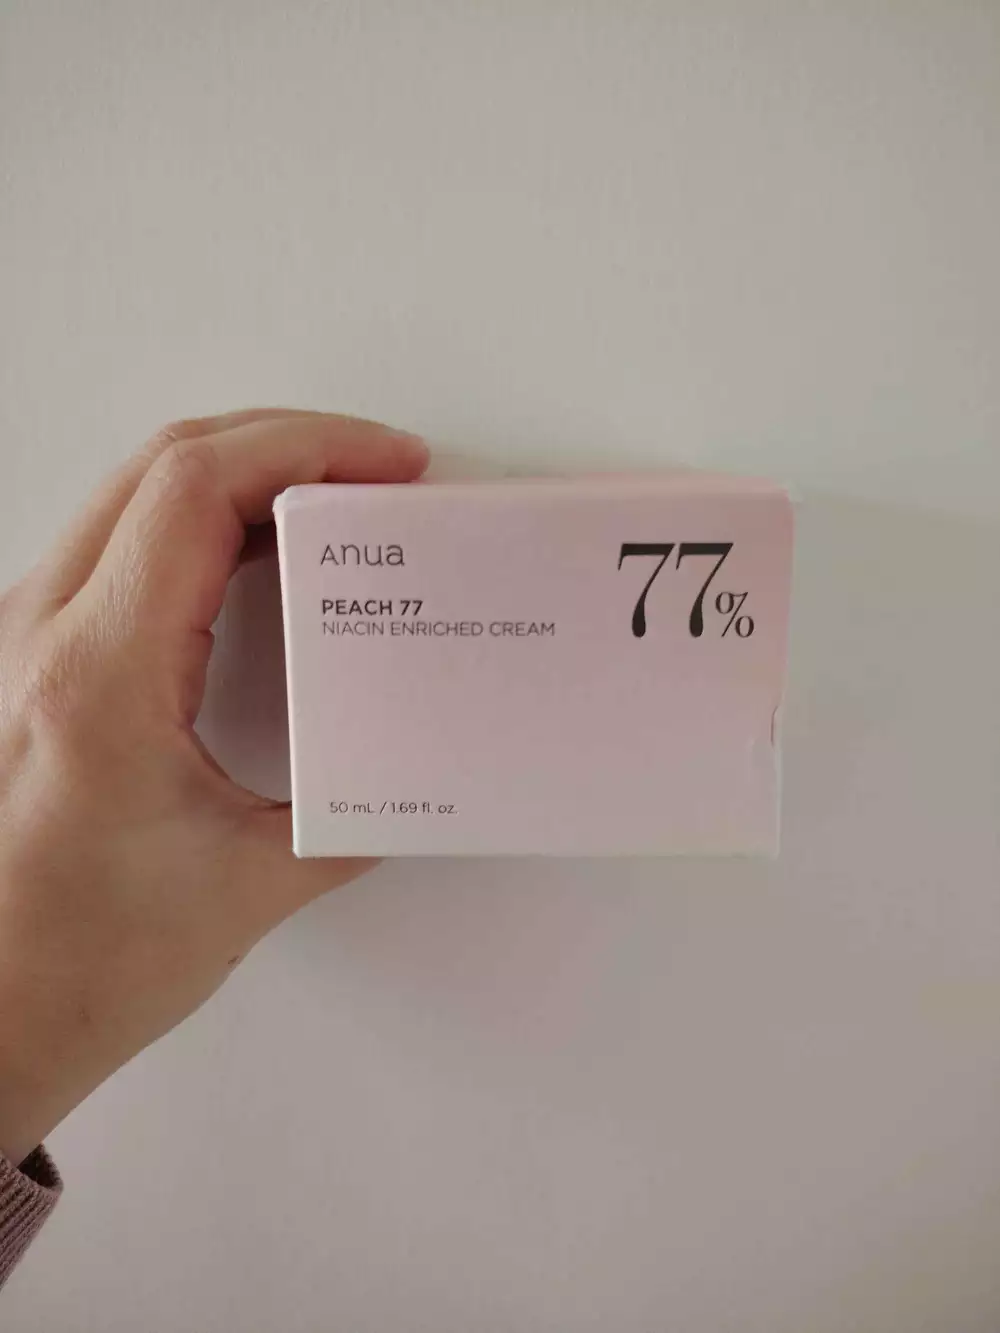 Anua
PEACH 77
NIACIN ENRICHED CREAM
77%
50 mL / 1.69 fl. oz.